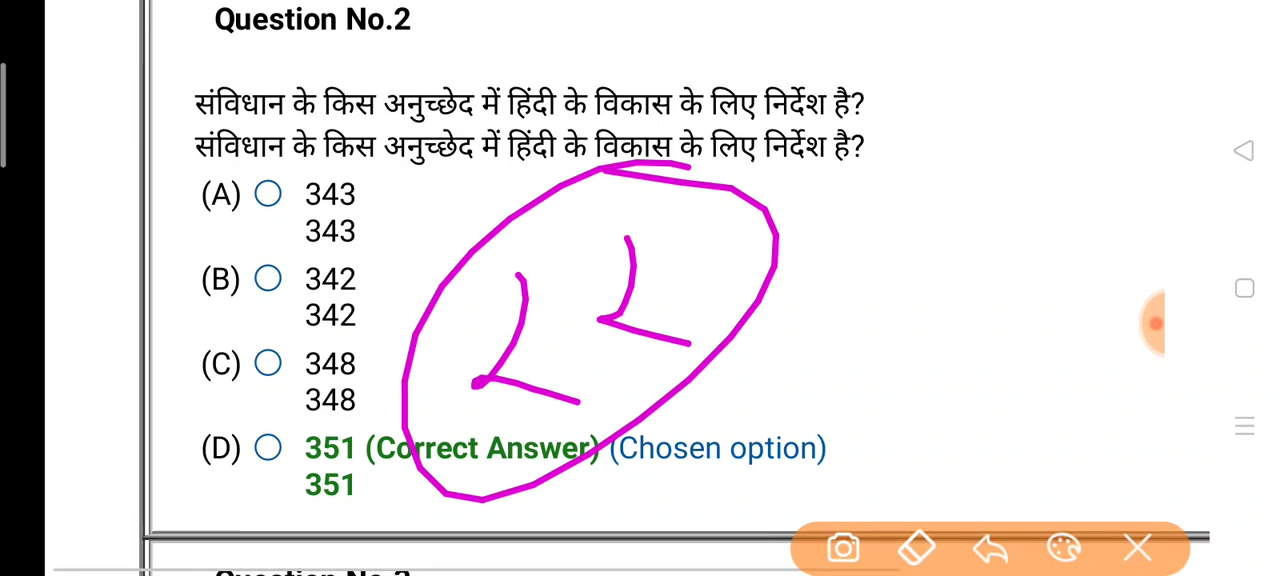 Question No.2
संविधान के किस अनुच्छेद में हिंदी के विकास के लिए निर्देश है?
संविधान के किस अनुच्छेद में हिंदी के विकास के लिए निर्देश है?
(A) 343
343
(B) 342
342
(C) 348
348
(D) 351 (Correct Answer) (Chosen option)
351